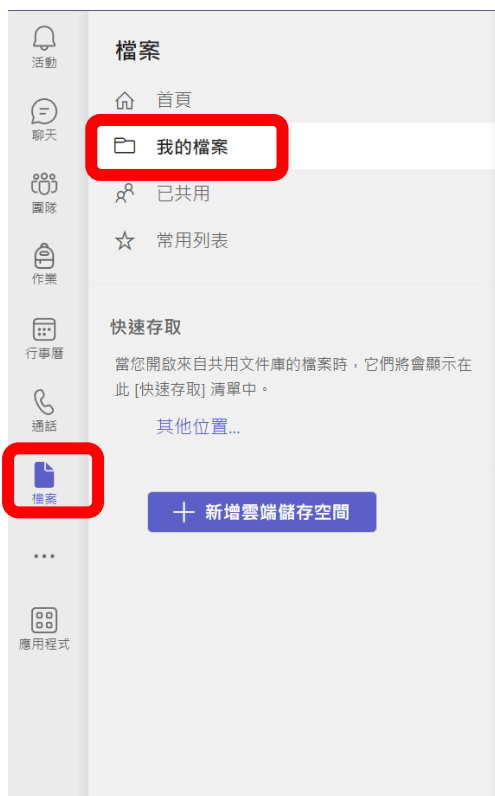 活動
聊天
團隊
作業
行事曆
通話
檔案
應用程式
檔案
首頁
我的檔案
已共用
常用列表
快速存取
當您開啟來自共用文件庫的檔案時，它們將會顯示在
此 [快速存取] 清單中。
其他位置...
新增雲端儲存空間